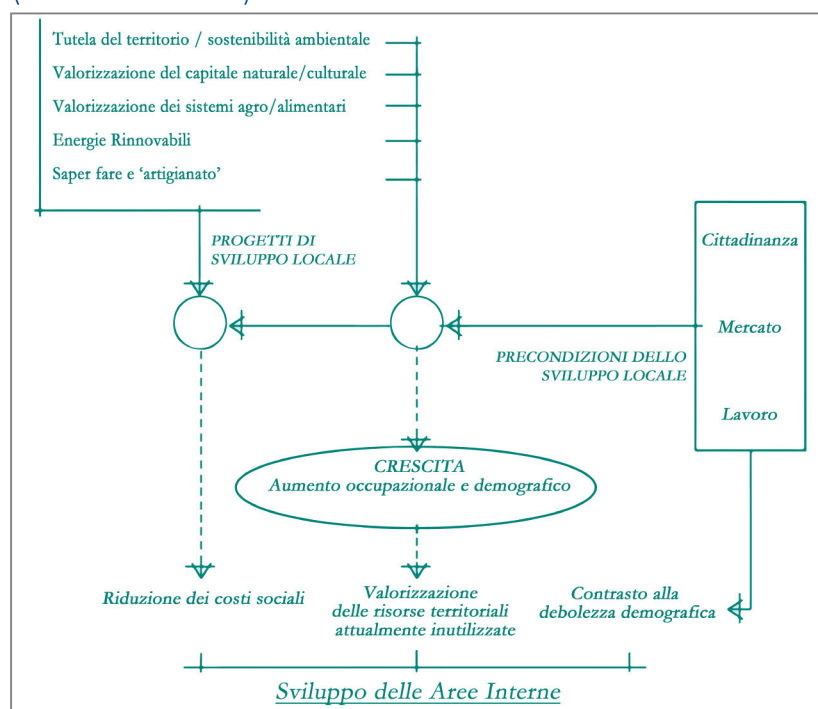 Tutela del territorio / sostenibilità ambientale
Valorizzazione del capitale naturale/culturale
Valorizzazione dei sistemi agro/alimentari
Energie Rinnovabili
Saper fare e ‘artigianato’
PROGETTI DI
SVILUPPO LOCALE
Cittadinanza
Mercato
Lavoro
PRECONDIZIONI DELLO
SVILUPPO LOCALE
CRESCITA
Aumento occupazionale e demografico
Riduzione dei costi sociali
Valorizzazione
delle risorse territoriali
attualmente inutilizzate
Contrasto alla
debolezza demografica
Sviluppo delle Aree Interne